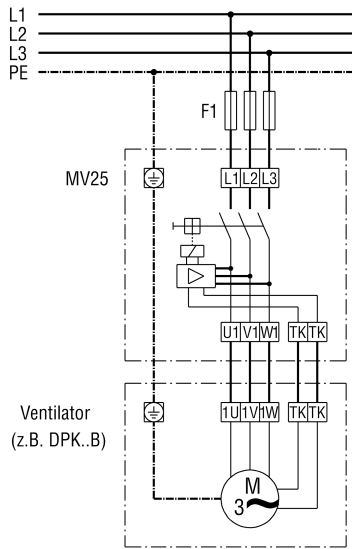 L1
L2
L3
PE
F1
MV25
L1 L2 L3
U1 V1 W1 TK TK
Ventilator
(z.B. DPK..B)
1U 1V 1W TK TK
M
3